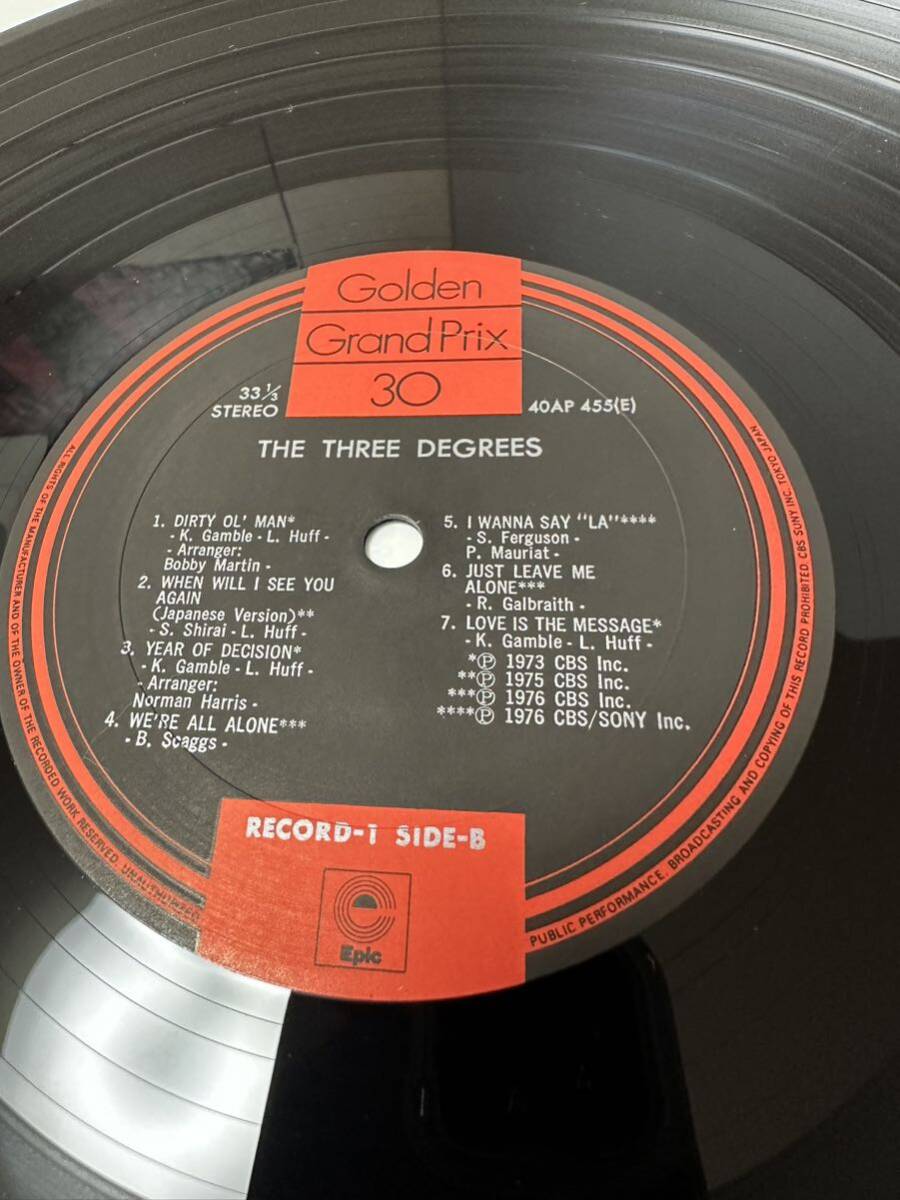 Golden
Grand Prix
30
33 1/3
STEREO
40AP 455(E)
THE THREE DEGREES
1. DIRTY OL' MAN*
- K. Gamble - L. Huff -
- Arranger:
Bobby Martin -
2. WHEN WILL I SEE YOU
AGAIN
(Japanese Version)**
- S. Shirai - L. Huff -
3. YEAR OF DECISION*
- K. Gamble - L. Huff -
- Arranger:
Norman Harris -
4. WE'RE ALL ALONE***
- B. Scaggs -
5. I WANNA SAY "LA"****
- S. Ferguson -
P. Mauriat -
6. JUST LEAVE ME
ALONE***
- R. Galbraith -
7. LOVE IS THE MESSAGE*
- K. Gamble - L. Huff -
*℗ 1973 CBS Inc.
**℗ 1975 CBS Inc.
***℗ 1976 CBS Inc.
****℗ 1976 CBS/SONY Inc.
RECORD-1 SIDE-B
Epic
ALL RIGHTS OF THE MANUFACTURER AND OF THE OWNER OF THE RECORDED WORK RESERVED. UNAUTHORIZED
PUBLIC PERFORMANCE. BROADCASTING AND COPYING OF THIS RECORD PROHIBITED. CBS SONY INC. TOKYO JAPAN